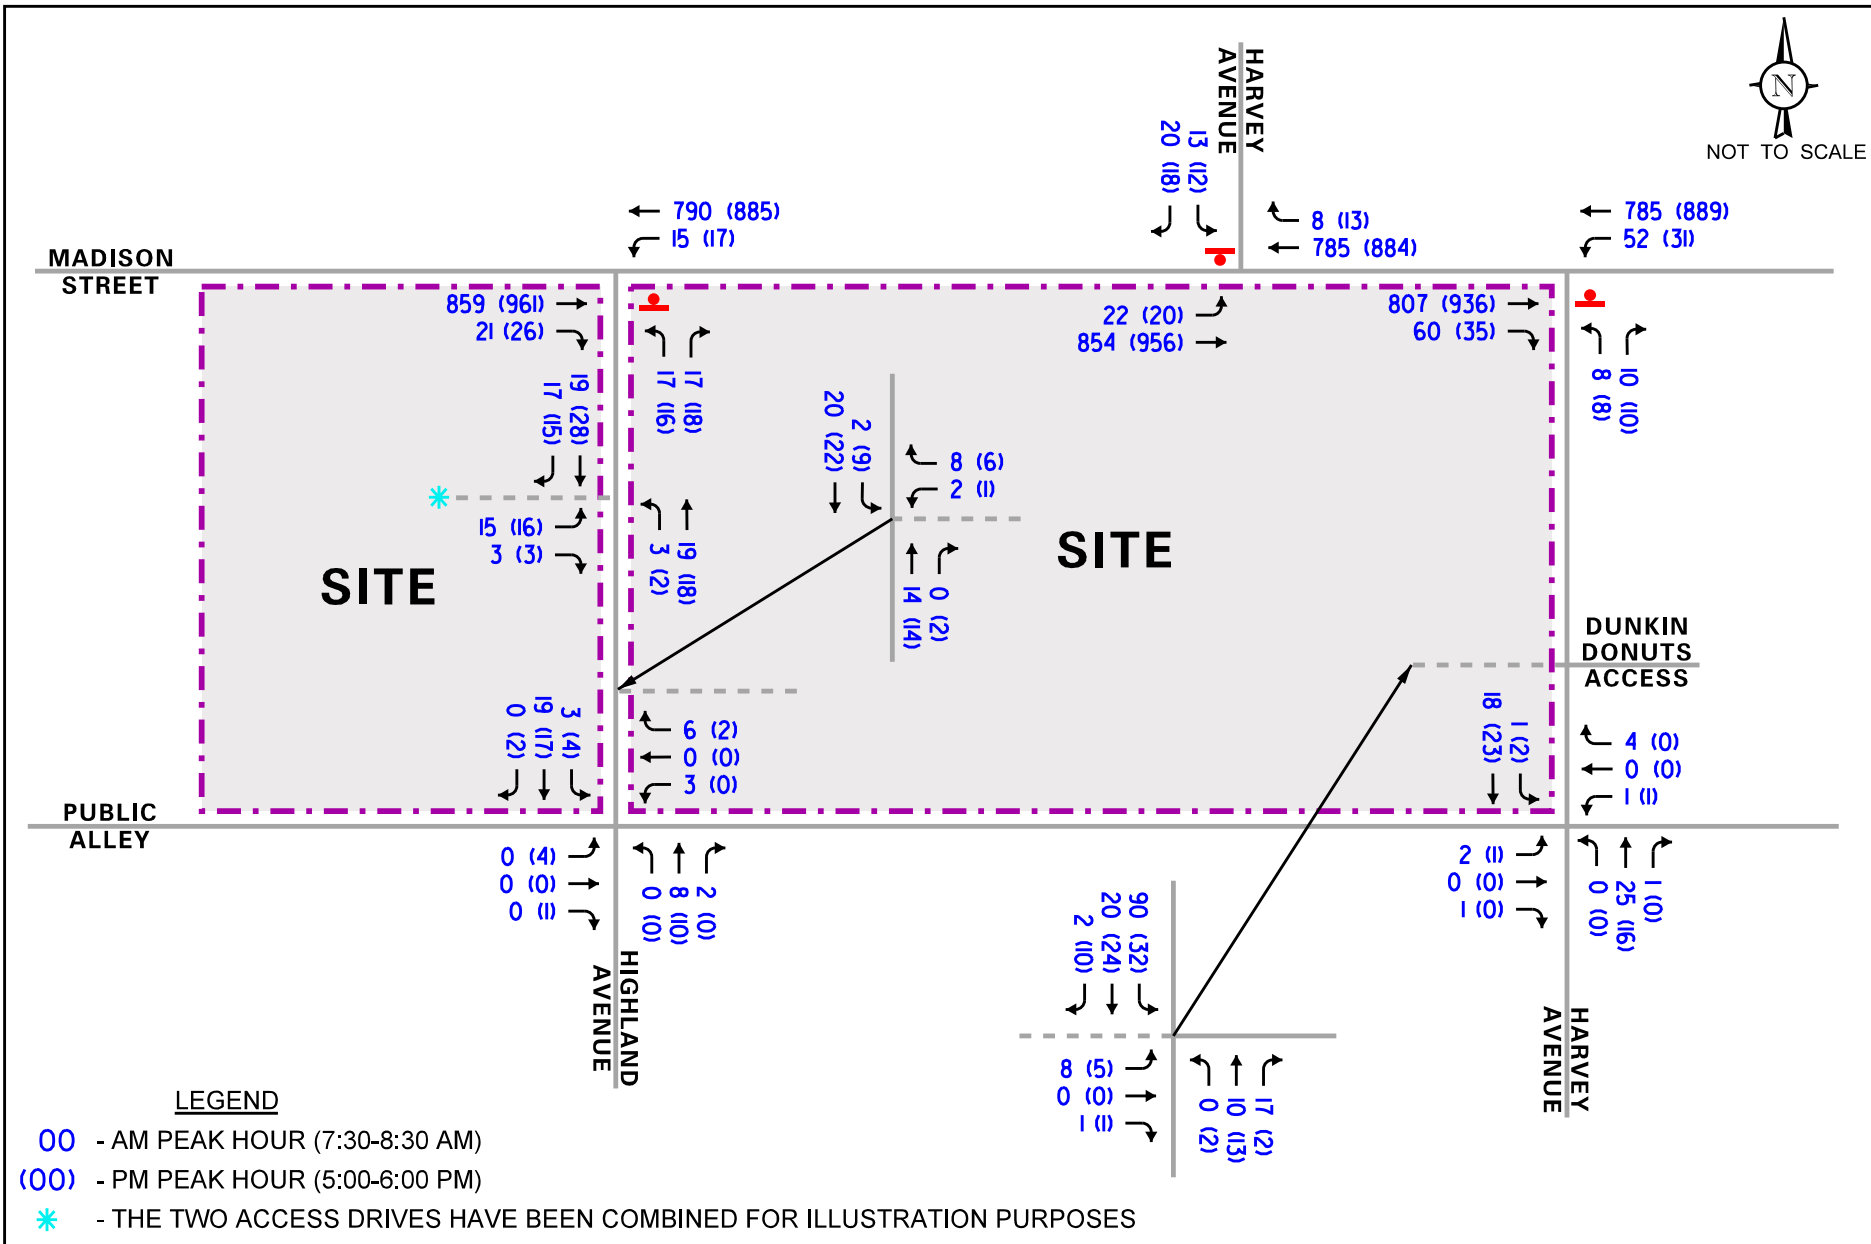 HARVEY
AVENUE
N
NOT TO SCALE
13 (12)
20 (18)
790 (885)
15 (17)
8 (13)
785 (884)
785 (889)
52 (31)
MADISON
STREET
859 (961)
21 (26)
22 (20)
854 (956)
807 (936)
60 (35)
17 (16)
17 (18)
8 (8)
10 (10)
19 (28)
17 (15)
2 (9)
20 (22)
8 (6)
2 (1)
15 (16)
3 (3)
3 (2)
19 (18)
SITE
SITE
14 (14)
0 (2)
DUNKIN
DONUTS
ACCESS
3 (4)
19 (17)
0 (2)
6 (2)
0 (0)
3 (0)
1 (2)
18 (23)
4 (0)
0 (0)
1 (1)
PUBLIC
ALLEY
0 (4)
0 (0)
0 (1)
0 (0)
8 (10)
2 (0)
2 (1)
0 (0)
1 (0)
0 (0)
25 (16)
1 (0)
HIGHLAND
AVENUE
90 (32)
20 (24)
2 (10)
8 (5)
0 (0)
1 (1)
0 (2)
10 (13)
17 (2)
HARVEY
AVENUE
LEGEND
00 - AM PEAK HOUR (7:30-8:30 AM)
(00) - PM PEAK HOUR (5:00-6:00 PM)
- THE TWO ACCESS DRIVES HAVE BEEN COMBINED FOR ILLUSTRATION PURPOSES